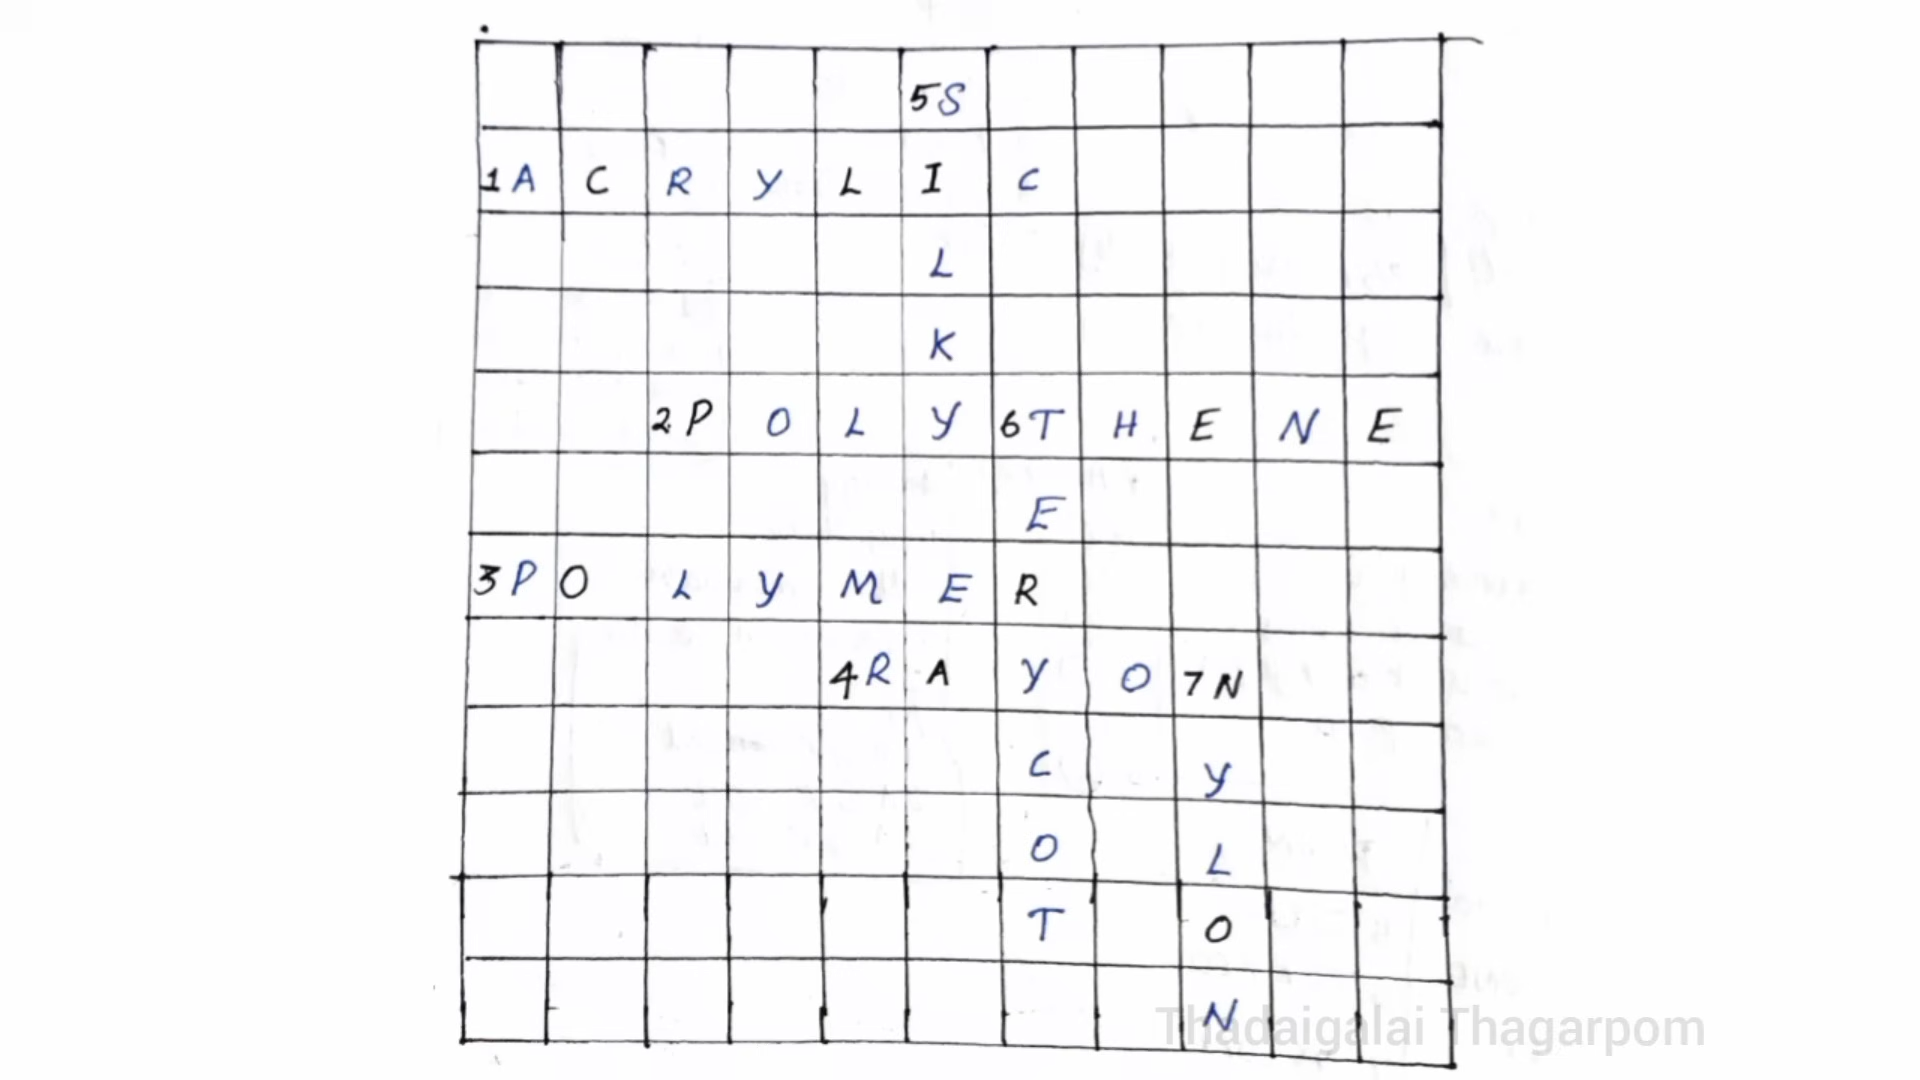 5S
1A C R Y L I C
L
K
2P O L Y 6T H E N E
E
3P O L Y M E R
4R A Y O 7N
C Y
O L
T O
N
Thadaigalai Thagarpom